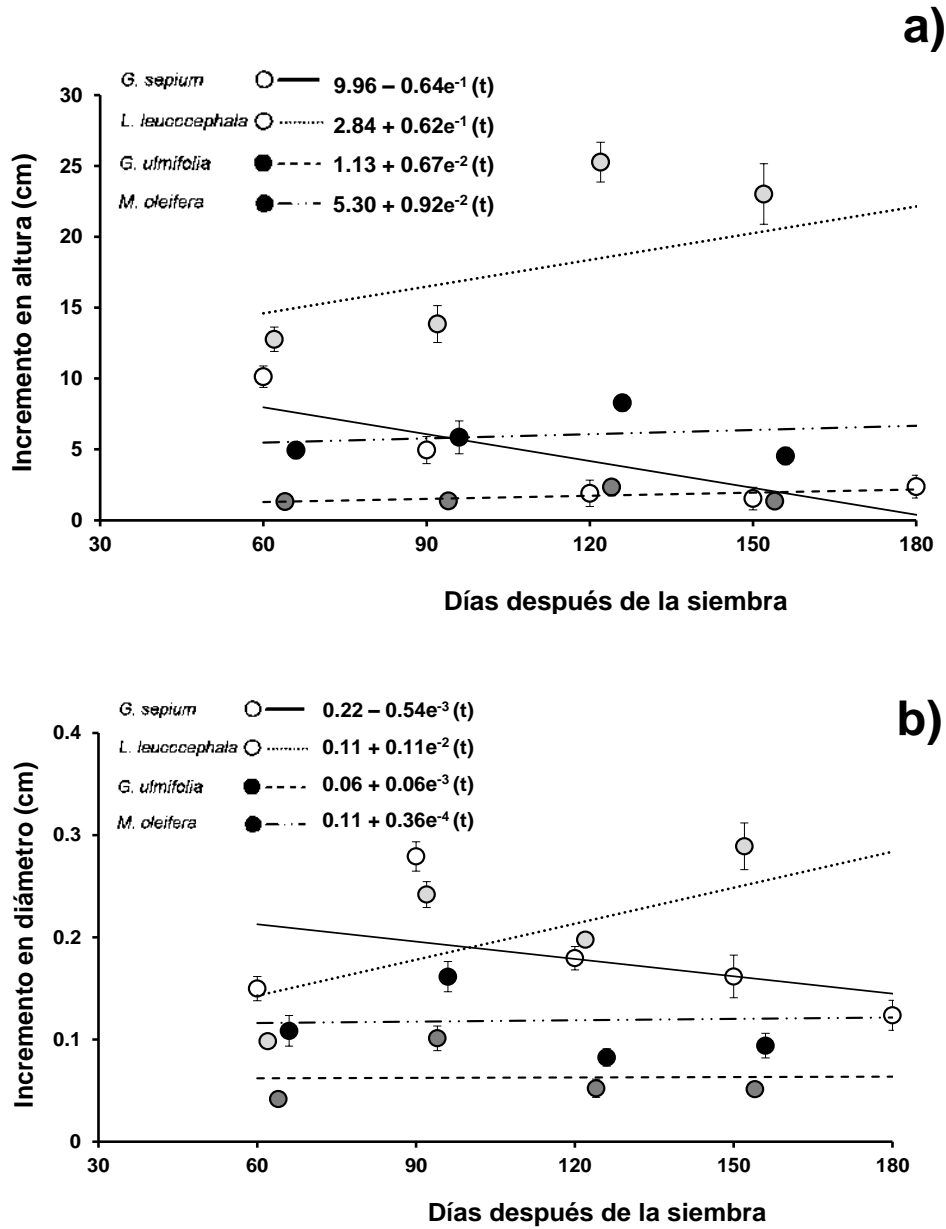 a)
G. sepium 9.96 – 0.64e⁻¹ (t)
L. leucocephala 2.84 + 0.62e⁻¹ (t)
G. ulmifolia 1.13 + 0.67e⁻² (t)
M. oleifera 5.30 + 0.92e⁻² (t)
Incremento en altura (cm)
30
25
20
15
10
5
0
30 60 90 120 150 180
Días después de la siembra
b)
G. sepium 0.22 – 0.54e⁻³ (t)
L. leucocephala 0.11 + 0.11e⁻² (t)
G. ulmifolia 0.06 + 0.06e⁻³ (t)
M. oleifera 0.11 + 0.36e⁻⁴ (t)
Incremento en diámetro (cm)
0.4
0.3
0.2
0.1
0
30 60 90 120 150 180
Días después de la siembra